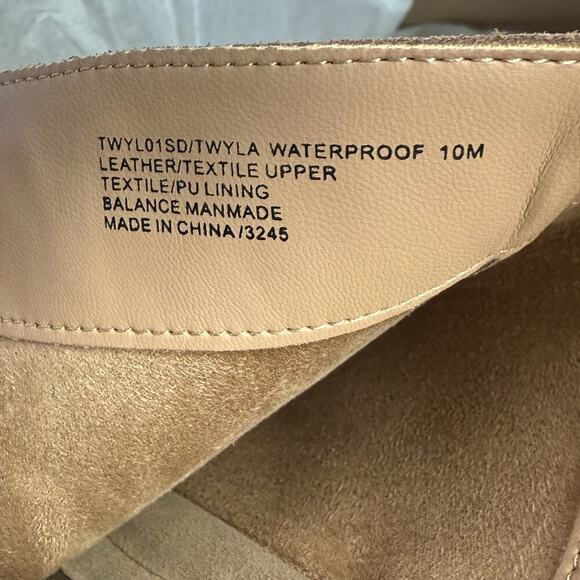 TWYL01SD/TWYLA WATERPROOF 10M
LEATHER/TEXTILE UPPER
TEXTILE/PU LINING
BALANCE MANMADE
MADE IN CHINA/3245